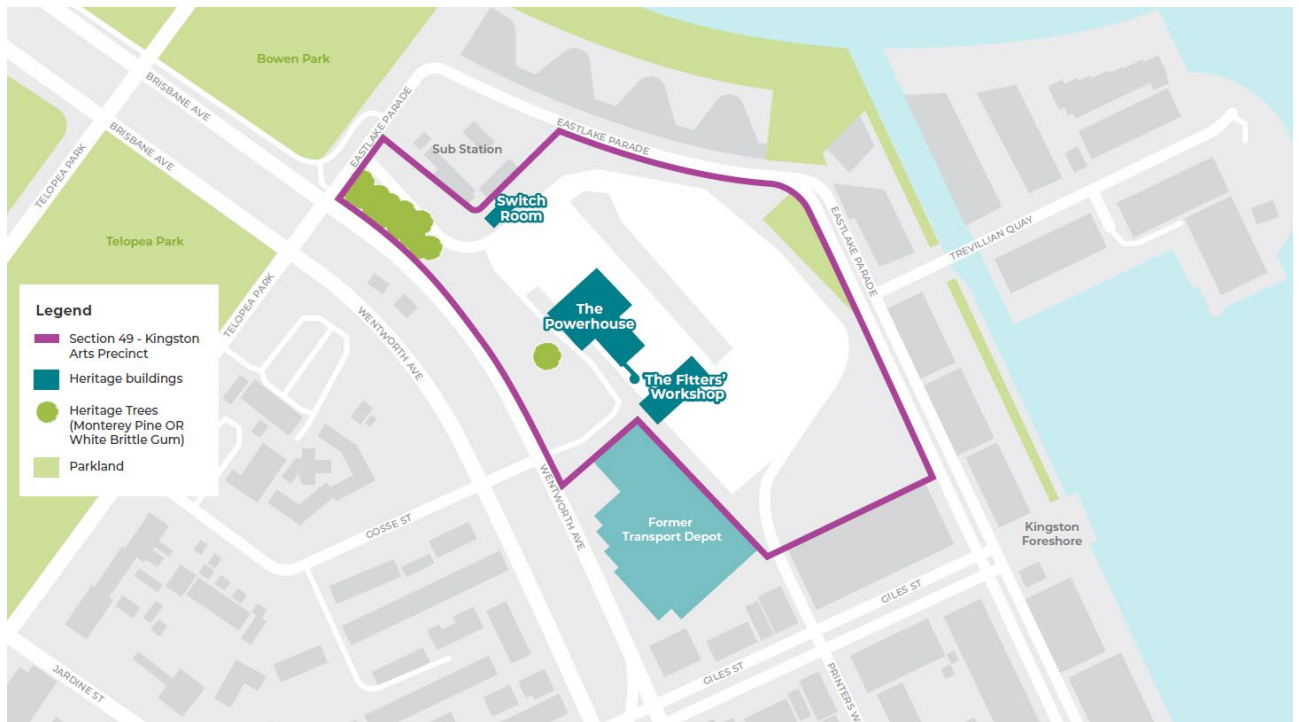 Bowen Park
BRISBANE AVE
BRISBANE AVE
EASTLAKE PARADE
EASTLAKE PARADE
Sub Station
TELOPEA PARK
Switch
Room
EASTLAKE PARADE
TREVILLIAN QUAY
Telopea Park
TELOPEA PARK
Legend
Section 49 - Kingston
Arts Precinct
Heritage buildings
Heritage Trees
(Monterey Pine OR
White Brittle Gum)
Parkland
WENTWORTH AVE
The
Powerhouse
The Fitters'
Workshop
WENTWORTH AVE
GOSSE ST
Former
Transport Depot
Kingston
Foreshore
GILES ST
GILES ST
JARDINE ST
PRINTERS W